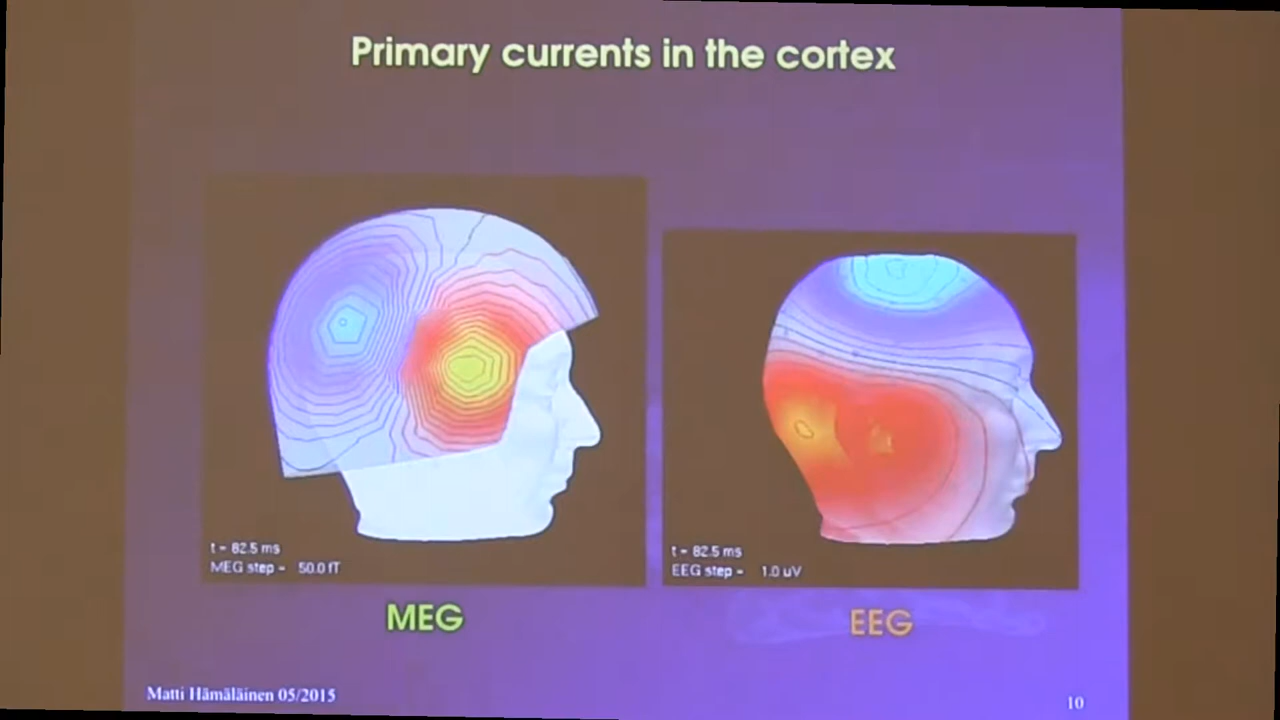 Primary currents in the cortex
t = 82.5 ms
MEG step = 50.0 fT
t = 82.5 ms
EEG step = 1.0 uV
MEG
EEG
Matti Hämäläinen 05/2015
10